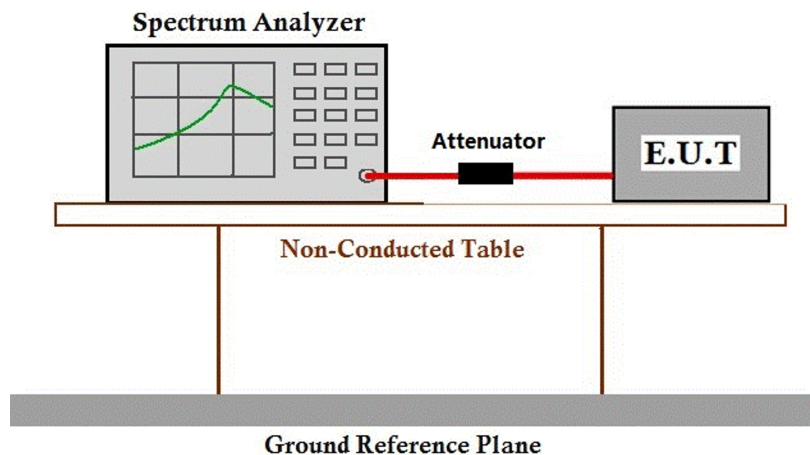 Spectrum Analyzer
Attenuator
E.U.T
Non-Conducted Table
Ground Reference Plane